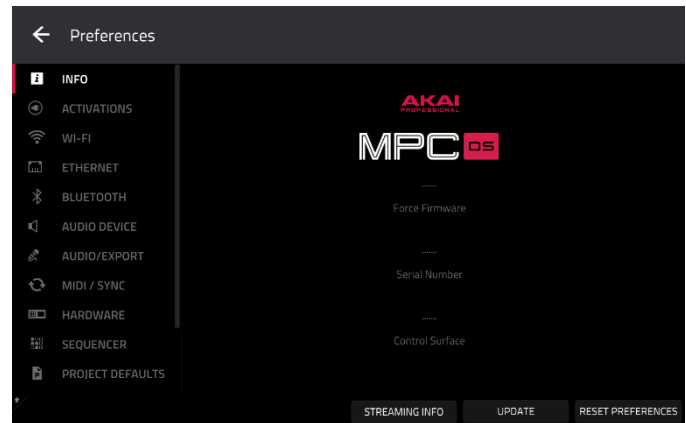 Preferences
INFO
ACTIVATIONS
WI-FI
ETHERNET
BLUETOOTH
AUDIO DEVICE
AUDIO/EXPORT
MIDI / SYNC
HARDWARE
SEQUENCER
PROJECT DEFAULTS
AKAI
PROFESSIONAL
MPC OS
.......
Force Firmware
.......
Serial Number
.......
Control Surface
STREAMING INFO
UPDATE
RESET PREFERENCES